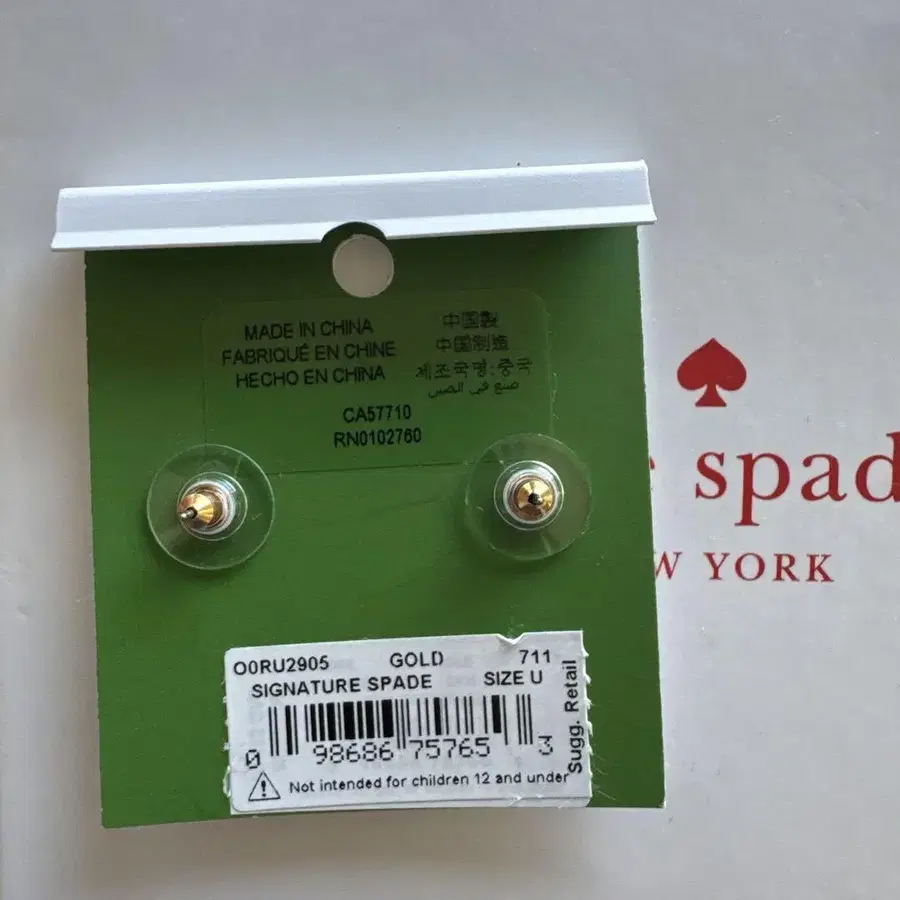 MADE IN CHINA
FABRIQUÉ EN CHINE
HECHO EN CHINA
中国製
中国制造
제조국명:중국
صنع في الصين
CA57710
RN0102760
spad
W YORK
O0RU2905 GOLD 711
SIGNATURE SPADE SIZE U
0 98686 75765 3
Not intended for children 12 and under
Sugg. Retail